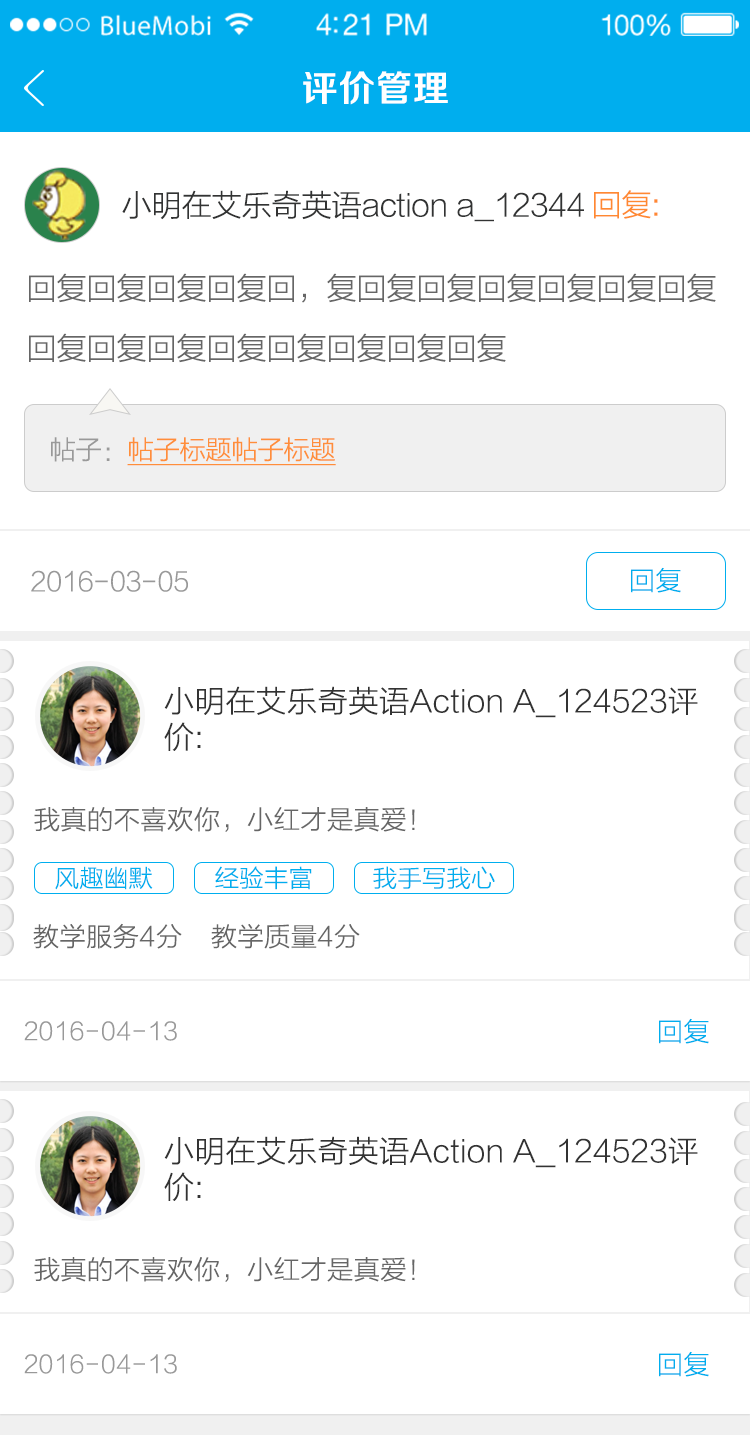 BlueMobi 4:21 PM 100%
评价管理
小明在艾乐奇英语action a_12344 回复:
回复回复回复回复回，复回复回复回复回复回复回复
回复回复回复回复回复回复回复回复
帖子：帖子标题帖子标题
2016-03-05 回复
小明在艾乐奇英语Action A_124523评
价:
我真的不喜欢你，小红才是真爱！
风趣幽默 经验丰富 我手写我心
教学服务4分 教学质量4分
2016-04-13 回复
小明在艾乐奇英语Action A_124523评
价:
我真的不喜欢你，小红才是真爱！
2016-04-13 回复